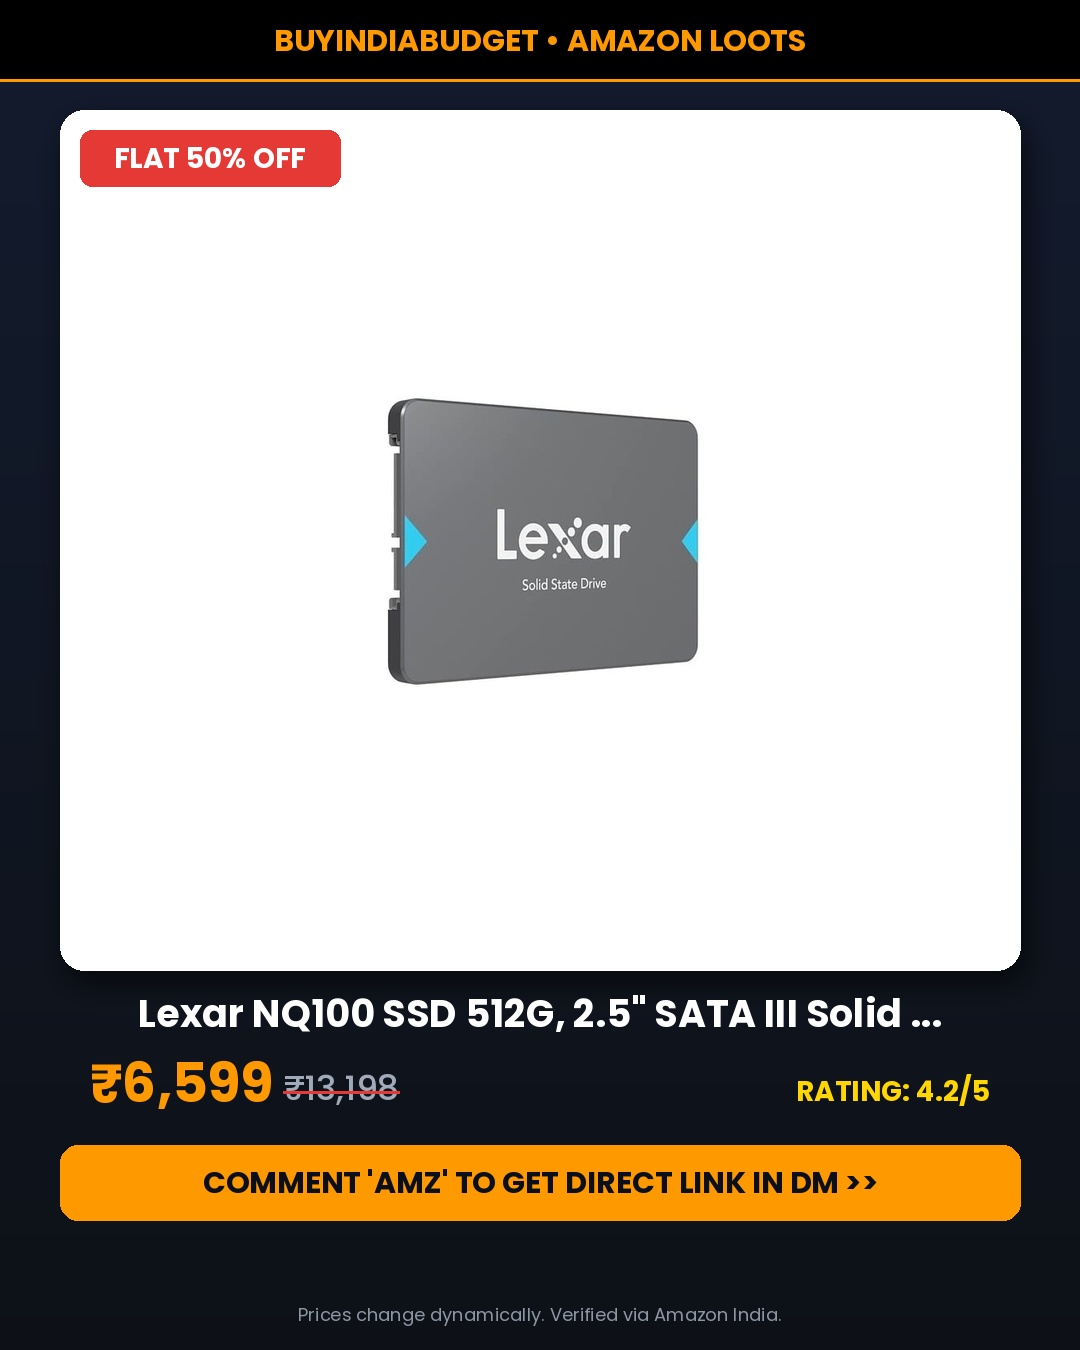 BUYINDIABUDGET • AMAZON LOOTS
FLAT 50% OFF
Lexar
Solid State Drive
Lexar NQ100 SSD 512G, 2.5" SATA III Solid ...
₹6,599 ₹13,198
RATING: 4.2/5
COMMENT 'AMZ' TO GET DIRECT LINK IN DM >>
Prices change dynamically. Verified via Amazon India.